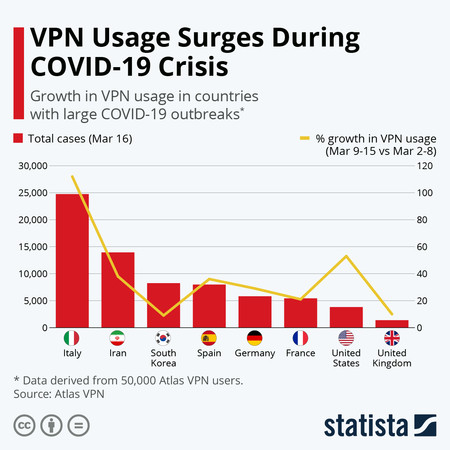 VPN Usage Surges During
COVID-19 Crisis
Growth in VPN usage in countries
with large COVID-19 outbreaks*
Total cases (Mar 16)
% growth in VPN usage
(Mar 9-15 vs Mar 2-8)
30,000
25,000
20,000
15,000
10,000
5,000
0
120
100
80
60
40
20
0
Italy
Iran
South
Korea
Spain
Germany
France
United
States
United
Kingdom
* Data derived from 50,000 Atlas VPN users.
Source: Atlas VPN
cc
statista